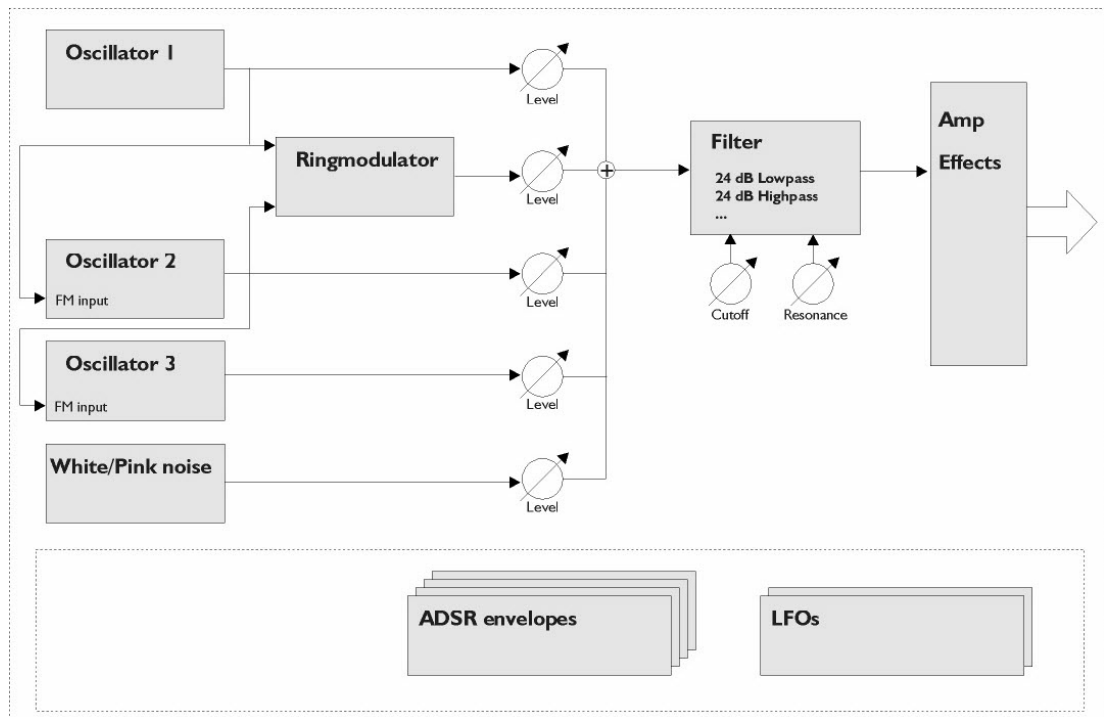 Oscillator 1
Level
Ringmodulator
Level
Oscillator 2
FM input
Level
Oscillator 3
FM input
Level
White/Pink noise
Level
Filter
24 dB Lowpass
24 dB Highpass
...
Cutoff
Resonance
Amp
Effects
ADSR envelopes
LFOs